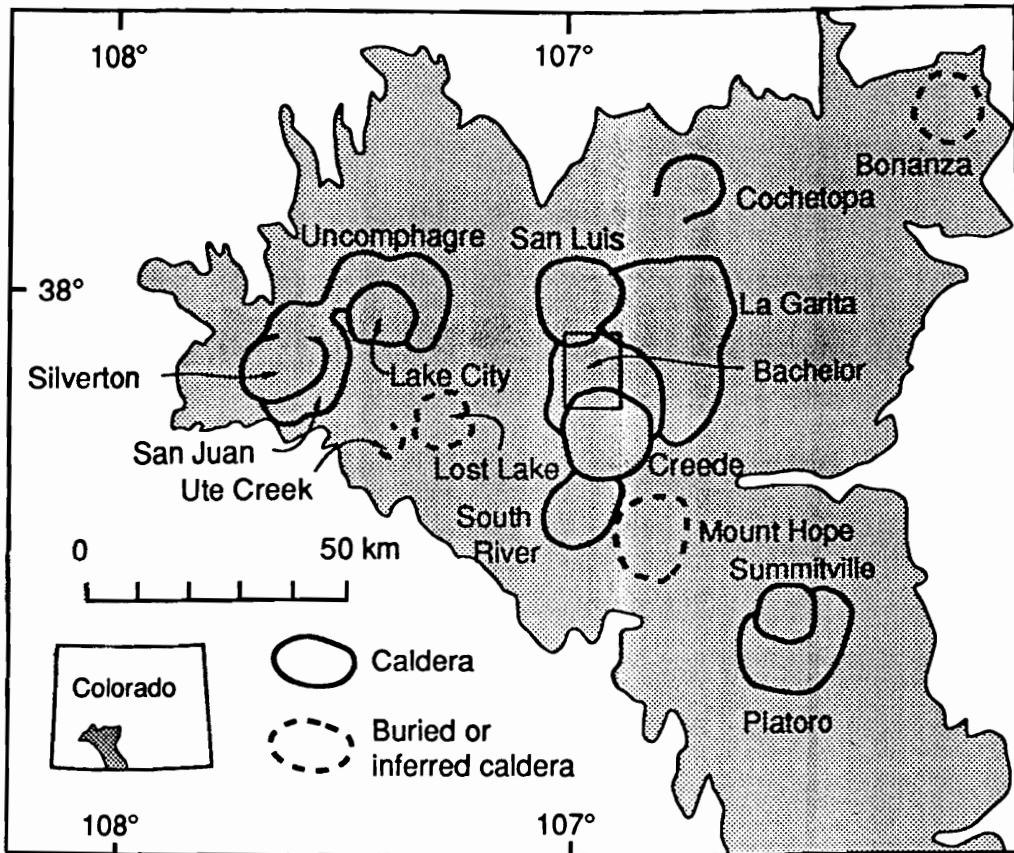 108°
107°
Bonanza
Cochetopa
Uncomphagre
San Luis
38°
La Garita
Silverton
Lake City
Bachelor
San Juan
Lost Lake
Creede
Ute Creek
South
River
Mount Hope
0
50 km
Summitville
Colorado
Caldera
Platoro
Buried or
inferred caldera
108°
107°